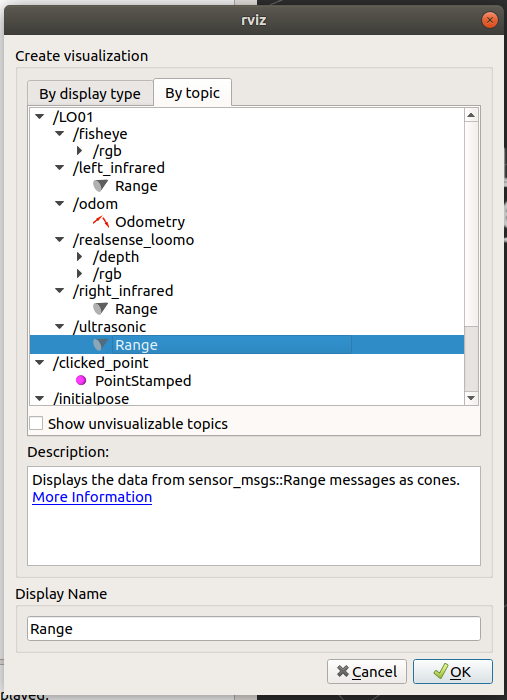 rviz
Create visualization
By display type
By topic
/LO01
/fisheye
/rgb
/left_infrared
Range
/odom
Odometry
/realsense_loomo
/depth
/rgb
/right_infrared
Range
/ultrasonic
Range
/clicked_point
PointStamped
/initialpose
Show unvisualizable topics
Description:
Displays the data from sensor_msgs::Range messages as cones.
More Information
Display Name
Range
Cancel
OK
played.